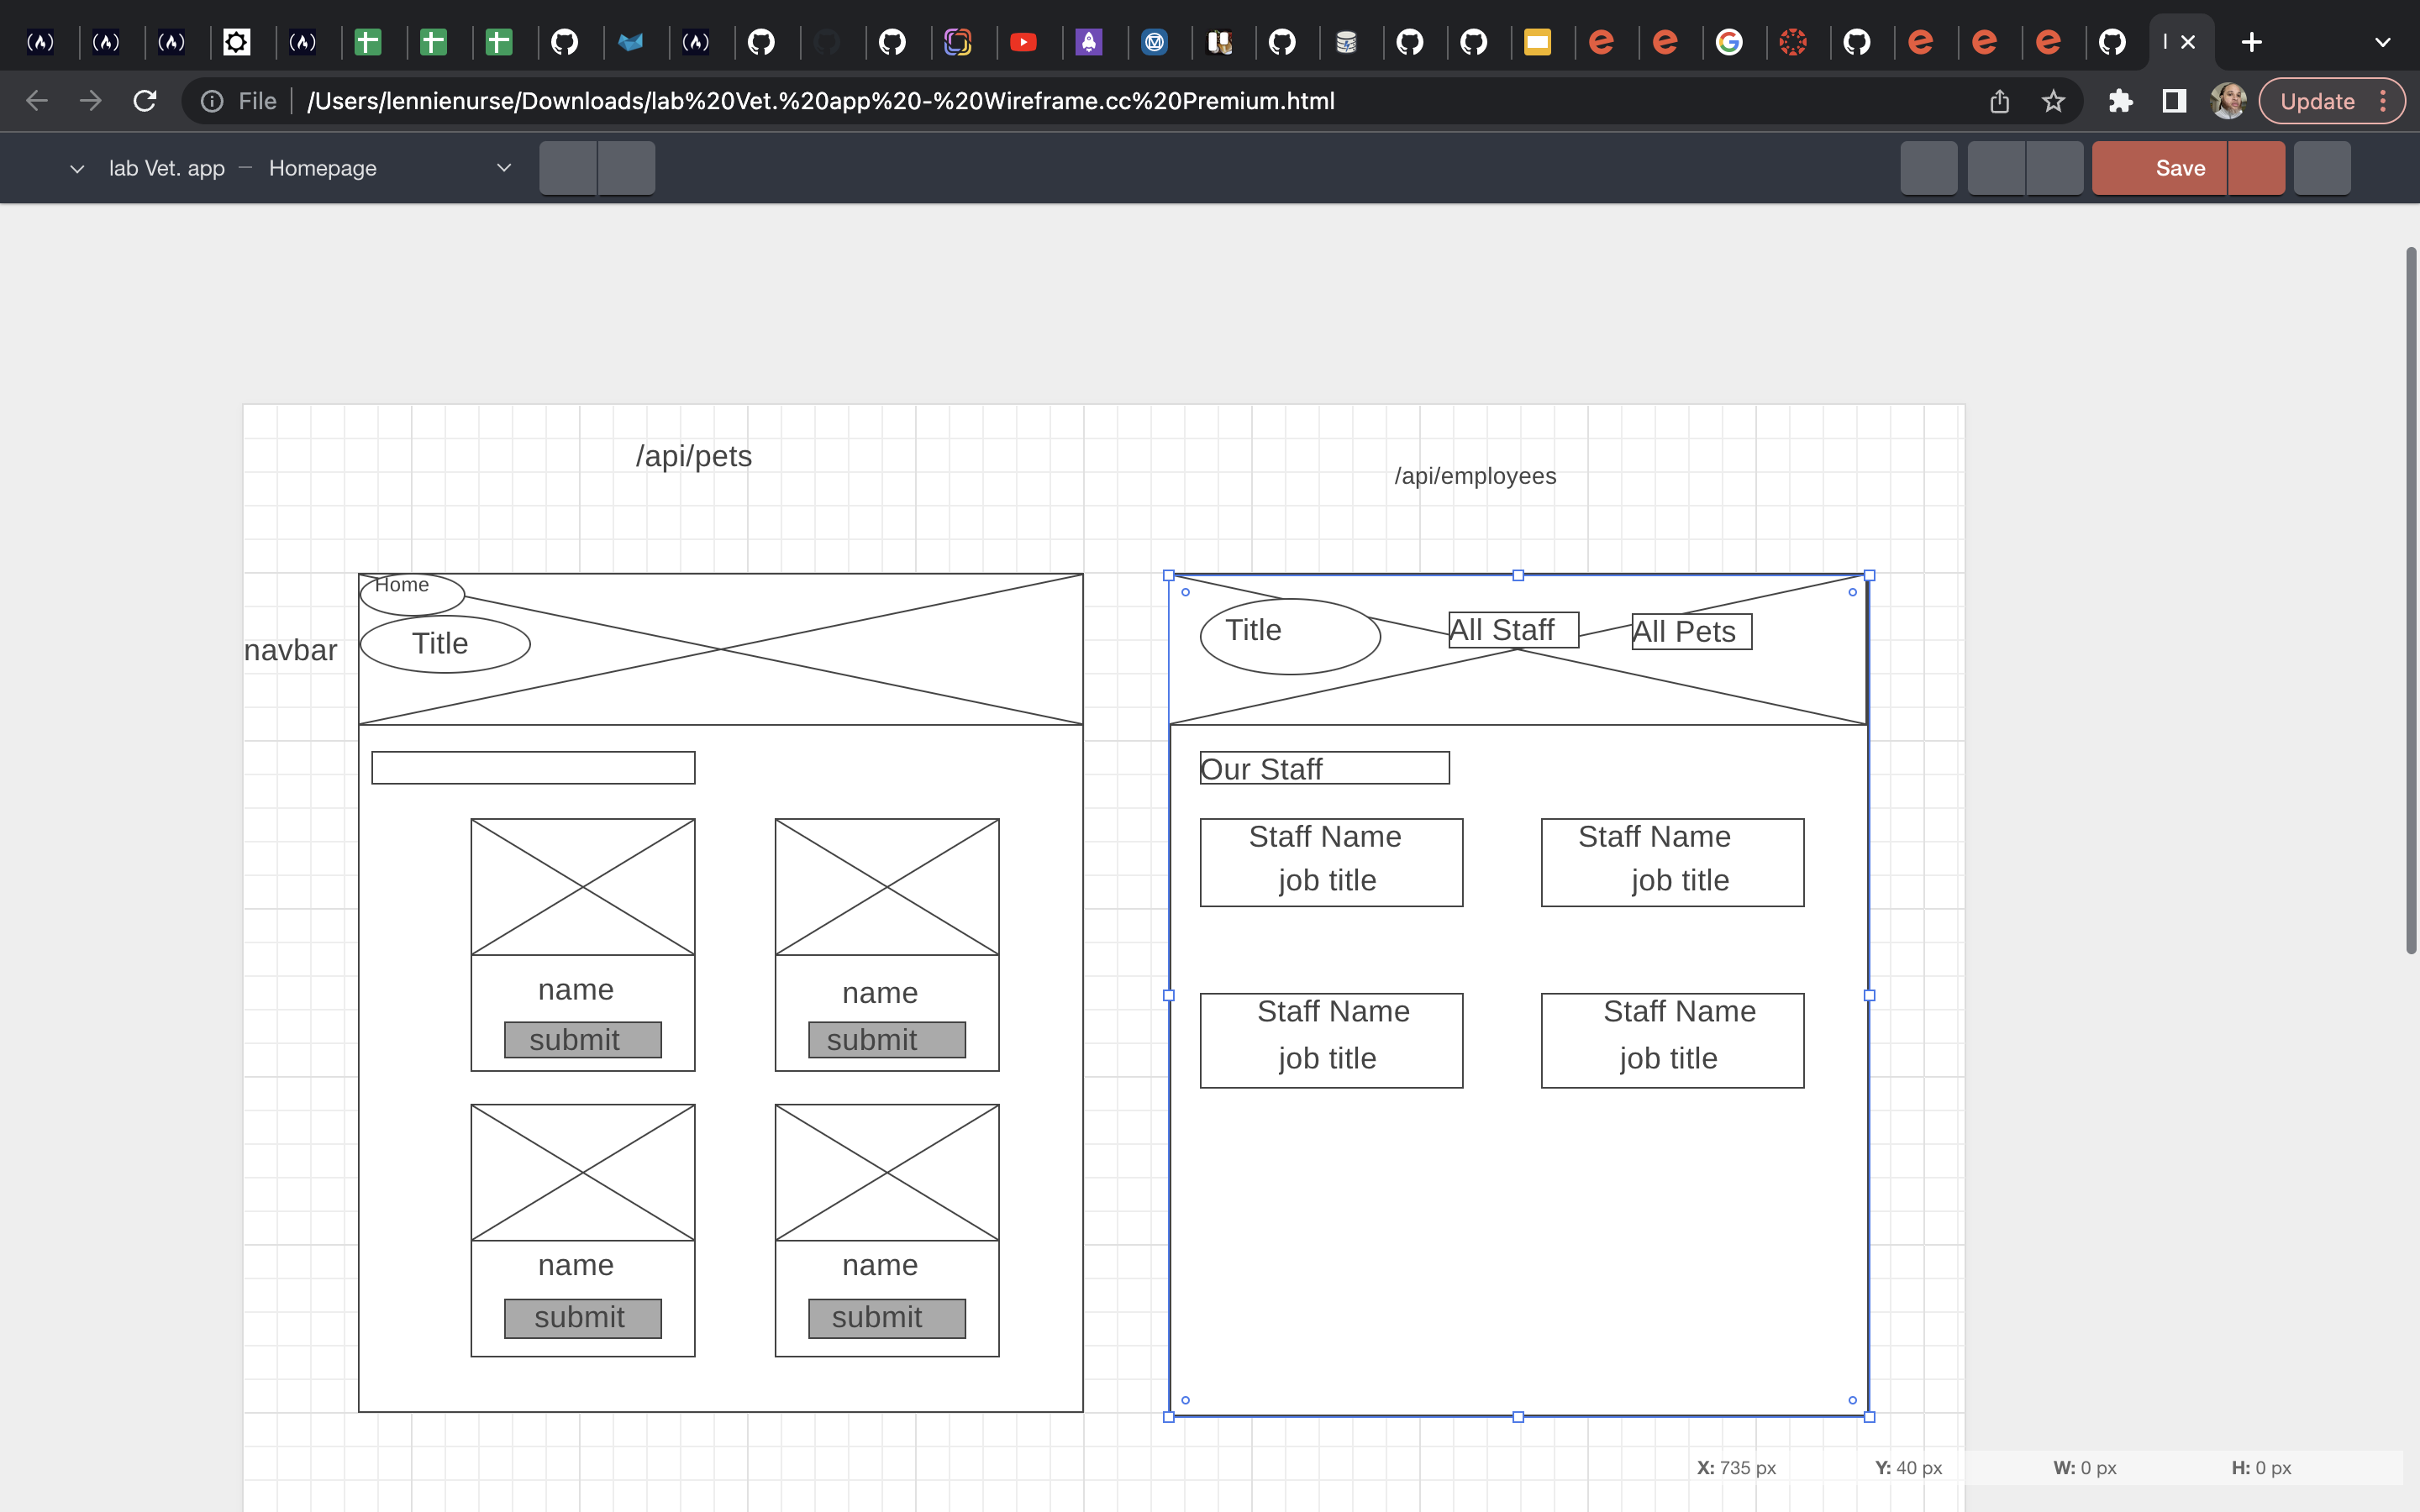 File /Users/lennienurse/Downloads/lab%20Vet.%20app%20-%20Wireframe.cc%20Premium.html
Update
lab Vet. app — Homepage
Save
/api/pets
/api/employees
Home
Title
navbar
Title
All Staff
All Pets
Our Staff
Staff Name
job title
Staff Name
job title
name
submit
name
submit
Staff Name
job title
Staff Name
job title
name
submit
name
submit
X: 735 px Y: 40 px W: 0 px H: 0 px